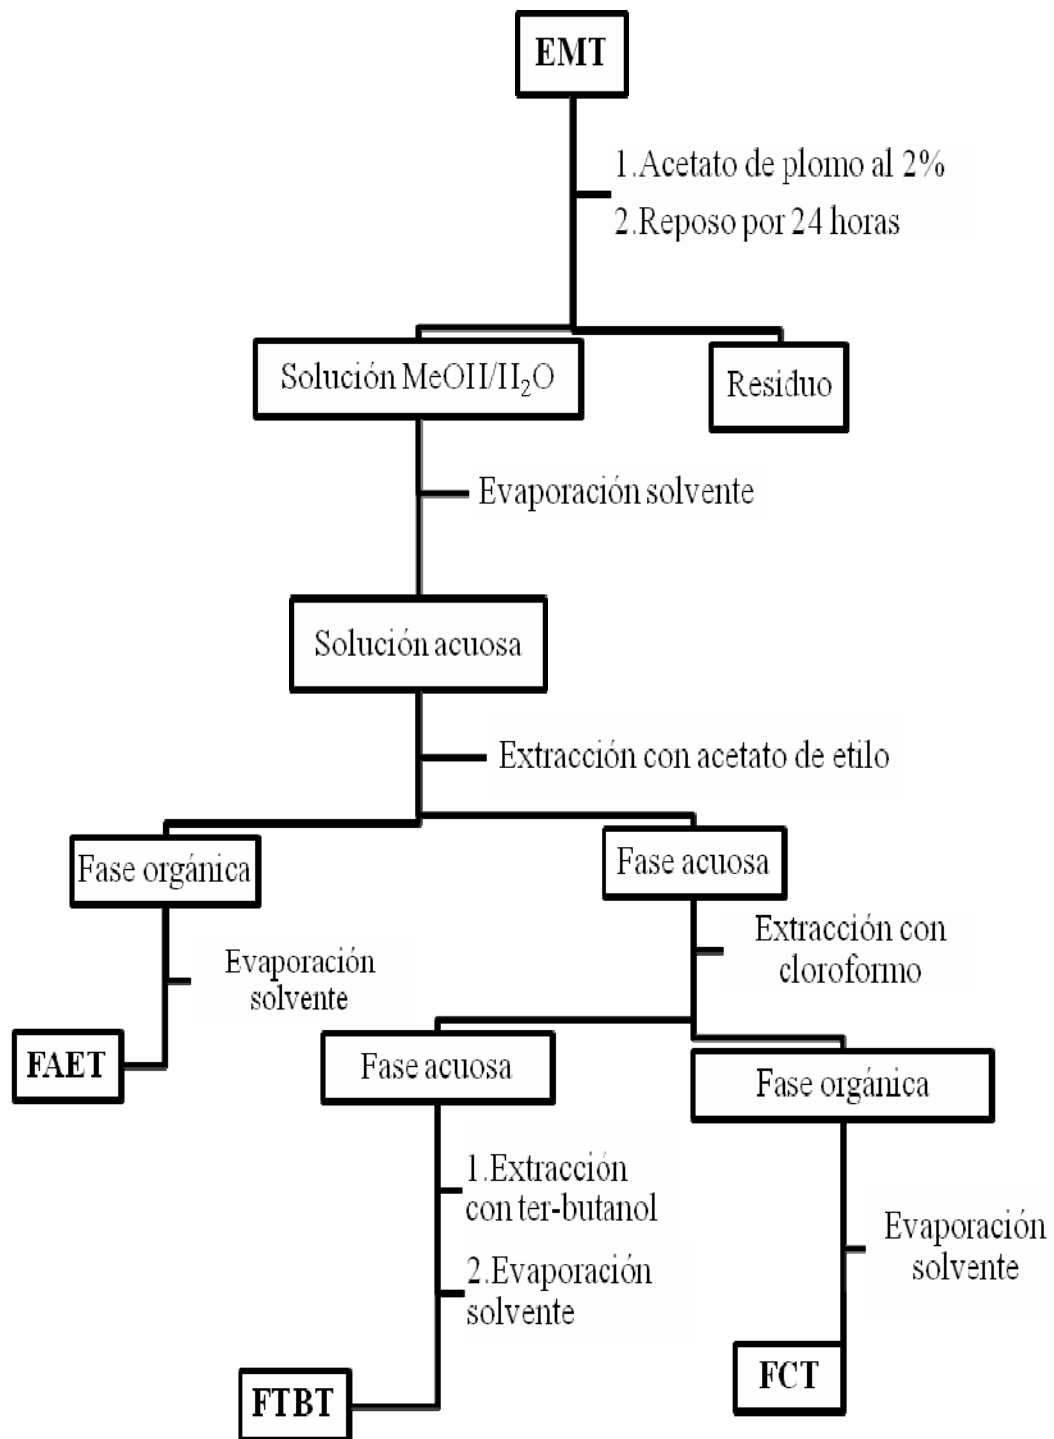 EMT
1.Acetato de plomo al 2%
2.Reposo por 24 horas
Solución MeOH/H₂O
Residuo
Evaporación solvente
Solución acuosa
Extracción con acetato de etilo
Fase orgánica
Fase acuosa
Evaporación
solvente
Extracción con
cloroformo
FAET
Fase acuosa
Fase orgánica
1.Extracción
con ter-butanol
2.Evaporación
solvente
Evaporación
solvente
FTBT
FCT